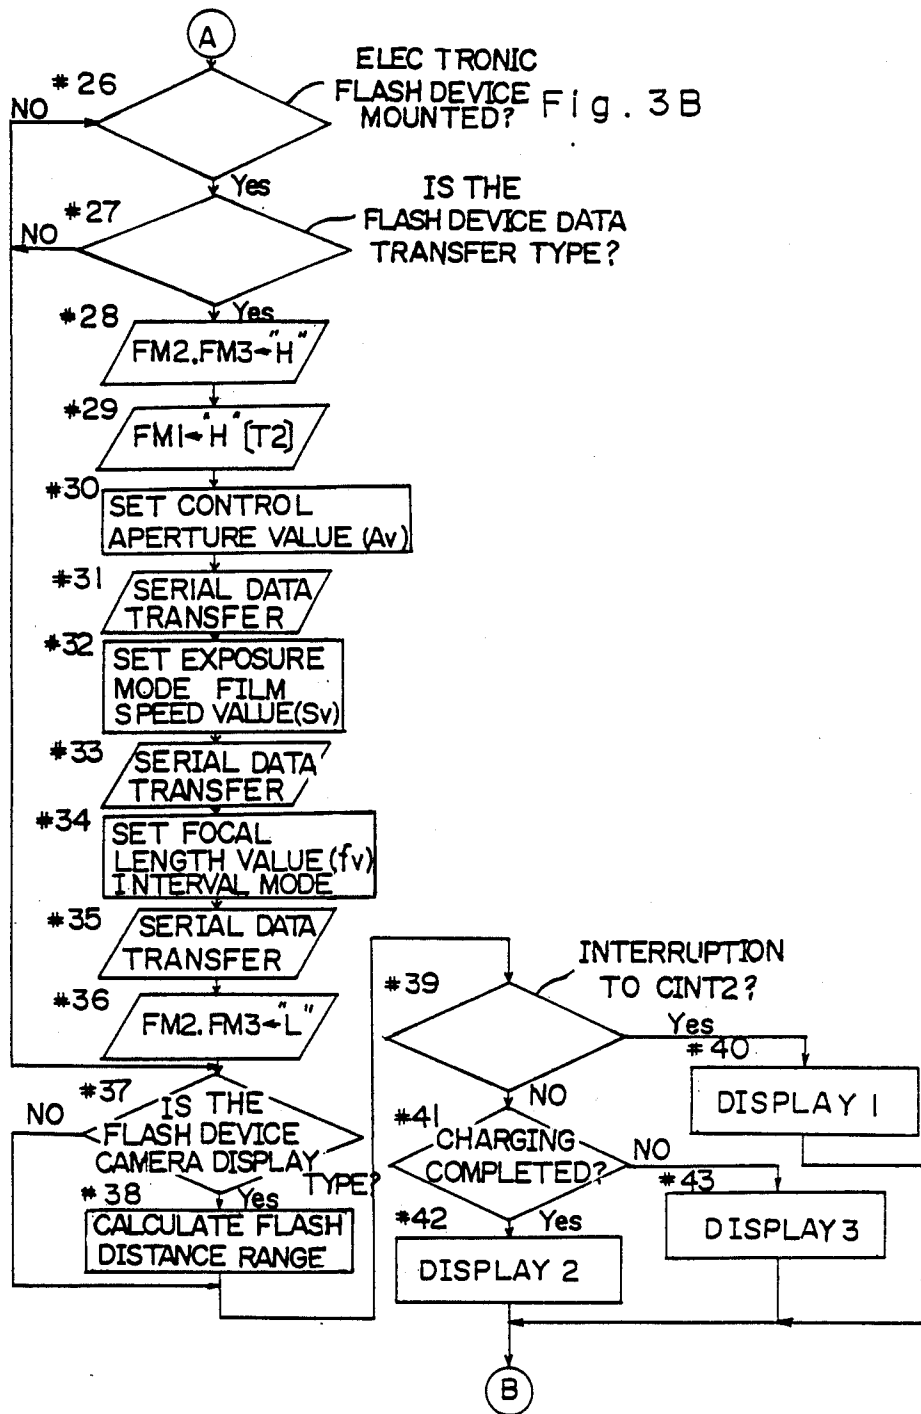 A
#26
ELEC TRONIC
FLASH DEVICE
MOUNTED?
Fig. 3B
NO
Yes
#27
IS THE
FLASH DEVICE DATA
TRANSFER TYPE?
NO
Yes
#28
FM2.FM3←"H"
#29
FM1←"H"[T2]
#30
SET CONTROL
APERTURE VALUE (Av)
#31
SERIAL DATA
TRANSFER
#32
SET EXPOSURE
MODE FILM
SPEED VALUE(Sv)
#33
SERIAL DATA
TRANSFER
#34
SET FOCAL
LENGTH VALUE(fv)
INTERVAL MODE
#35
SERIAL DATA
TRANSFER
#36
FM2.FM3←"L"
#37
NO
IS THE
FLASH DEVICE
CAMERA DISPLAY
TYPE?
Yes
#38
CALCULATE FLASH
DISTANCE RANGE
#39
INTERRUPTION
TO CINT2?
Yes
#40
DISPLAY 1
NO
#41
CHARGING
COMPLETED?
NO
#43
DISPLAY 3
Yes
#42
DISPLAY 2
B